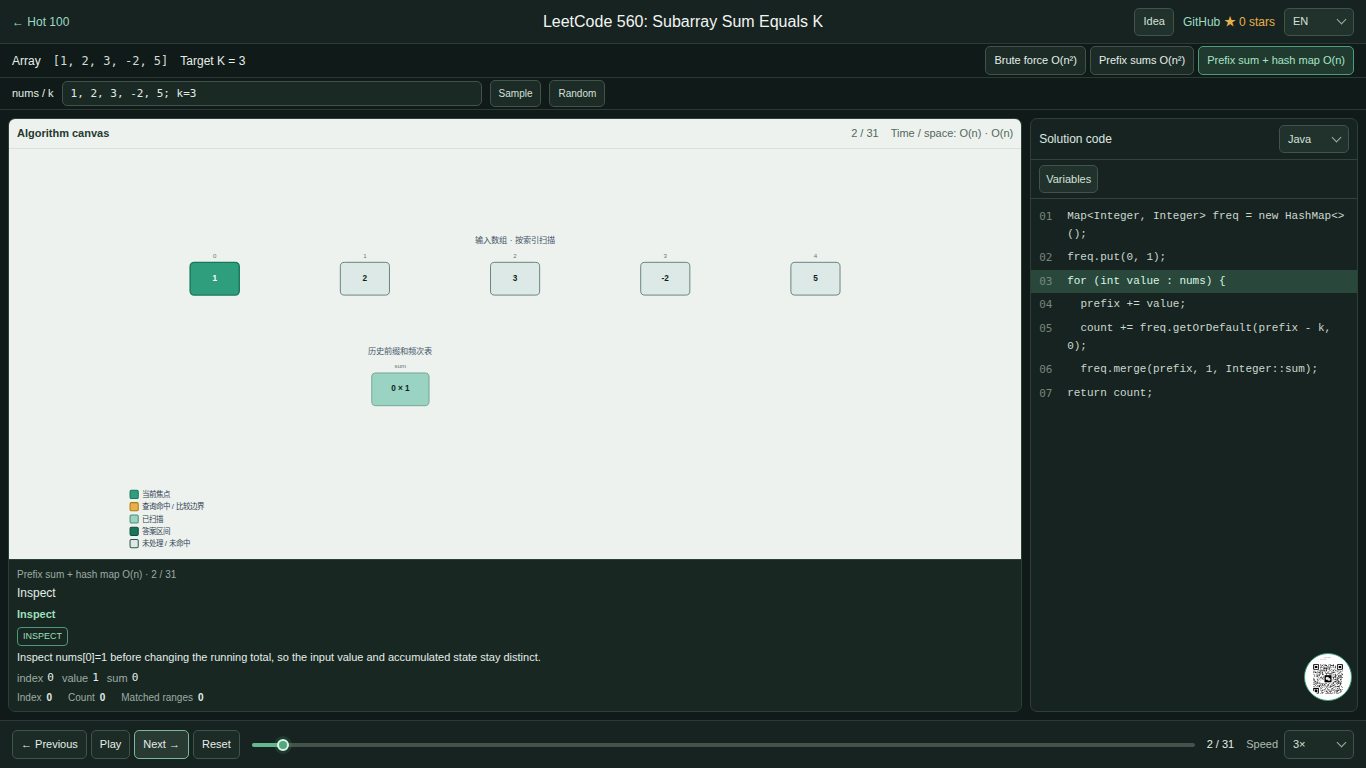 ← Hot 100
LeetCode 560: Subarray Sum Equals K
Idea
GitHub ★ 0 stars
EN
Array [1, 2, 3, -2, 5] Target K = 3
Brute force O(n²)
Prefix sums O(n²)
Prefix sum + hash map O(n)
nums / k
1, 2, 3, -2, 5; k=3
Sample
Random
Algorithm canvas
2 / 31
Time / space: O(n) · O(n)
输入数组 · 按索引扫描
0 1 2 3 4
1 2 3 -2 5
历史前缀和频次表
sum
0 × 1
当前焦点
查询命中 / 比较边界
已扫描
答案区间
未处理 / 未命中
Prefix sum + hash map O(n) · 2 / 31
Inspect
Inspect
INSPECT
Inspect nums[0]=1 before changing the running total, so the input value and accumulated state stay distinct.
index 0 value 1 sum 0
Index 0 Count 0 Matched ranges 0
Solution code
Java
Variables
01 Map<Integer, Integer> freq = new HashMap<>
();
02 freq.put(0, 1);
03 for (int value : nums) {
04 prefix += value;
05 count += freq.getOrDefault(prefix - k,
0);
06 freq.merge(prefix, 1, Integer::sum);
07 return count;
← Previous
Play
Next →
Reset
2 / 31
Speed
3×